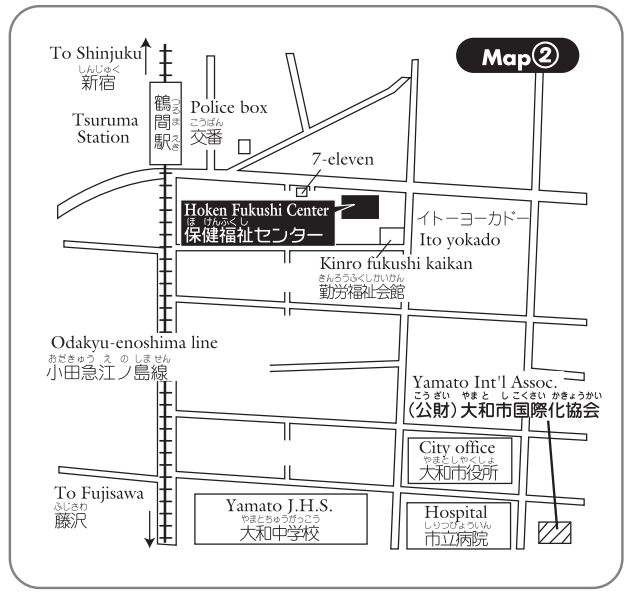 Map②
To Shinjuku
しんじゅく
新宿
Tsuruma
Station
つるまえき
鶴間駅
Police box
こうばん
交番
7-eleven
Hoken Fukushi Center
ほけんふくし
保健福祉センター
イトーヨーカドー
Ito yokado
Kinro fukushi kaikan
きんろうふくしかいかん
勤労福祉会館
Odakyu-enoshima line
おだきゅうえのしません
小田急江ノ島線
Yamato Int'l Assoc.
こうざい やまとしこくさいかきょうかい
(公財)大和市国際化協会
City office
やまとしやくしょ
大和市役所
To Fujisawa
ふじさわ
藤沢
Yamato J.H.S.
やまとちゅうがっこう
大和中学校
Hospital
しりつびょういん
市立病院